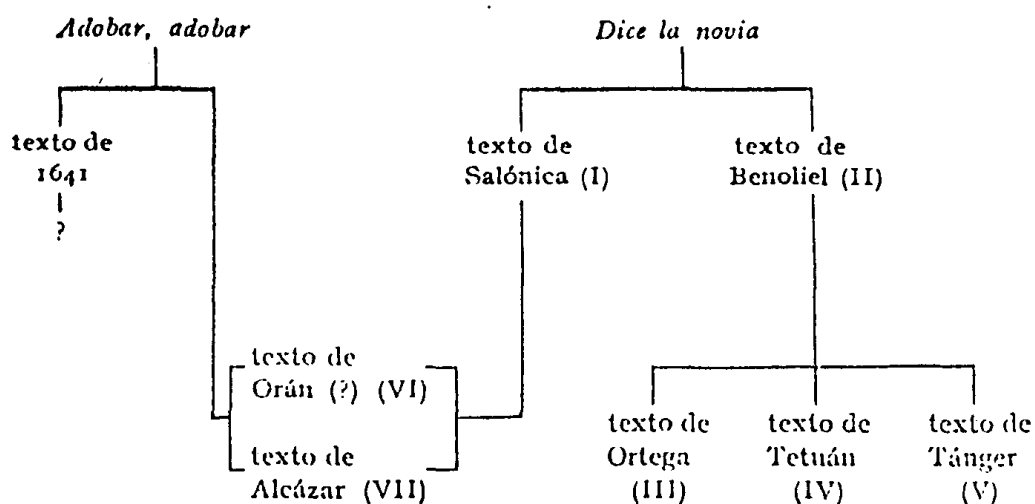 Adobar, adobar
Dice la novia
texto de
1641
?
texto de
Salónica (I)
texto de
Benoliel (II)
texto de
Orán (?) (VI)
texto de
Alcázar (VII)
texto de
Ortega
(III)
texto de
Tetuán
(IV)
texto de
Tánger
(V)